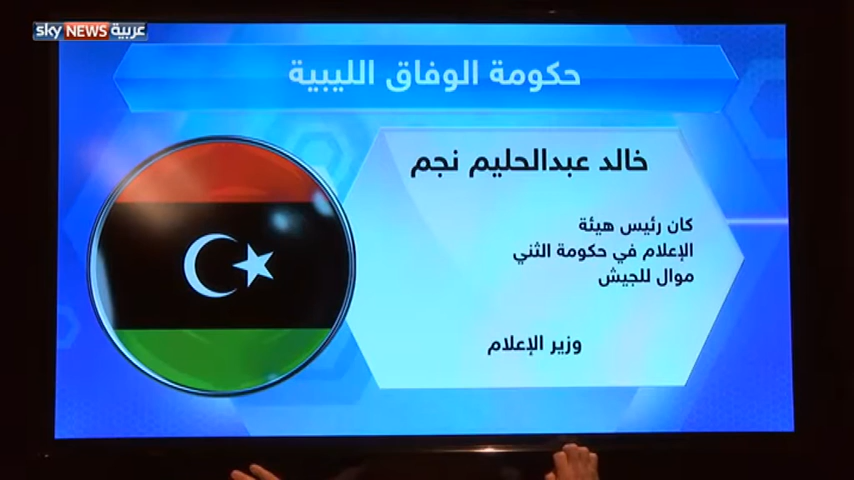 sky NEWS عربية
حكومة الوفاق الليبية
خالد عبدالحليم نجم
كان رئيس هيئة
الإعلام في حكومة الثني
موال للجيش
وزير الإعلام